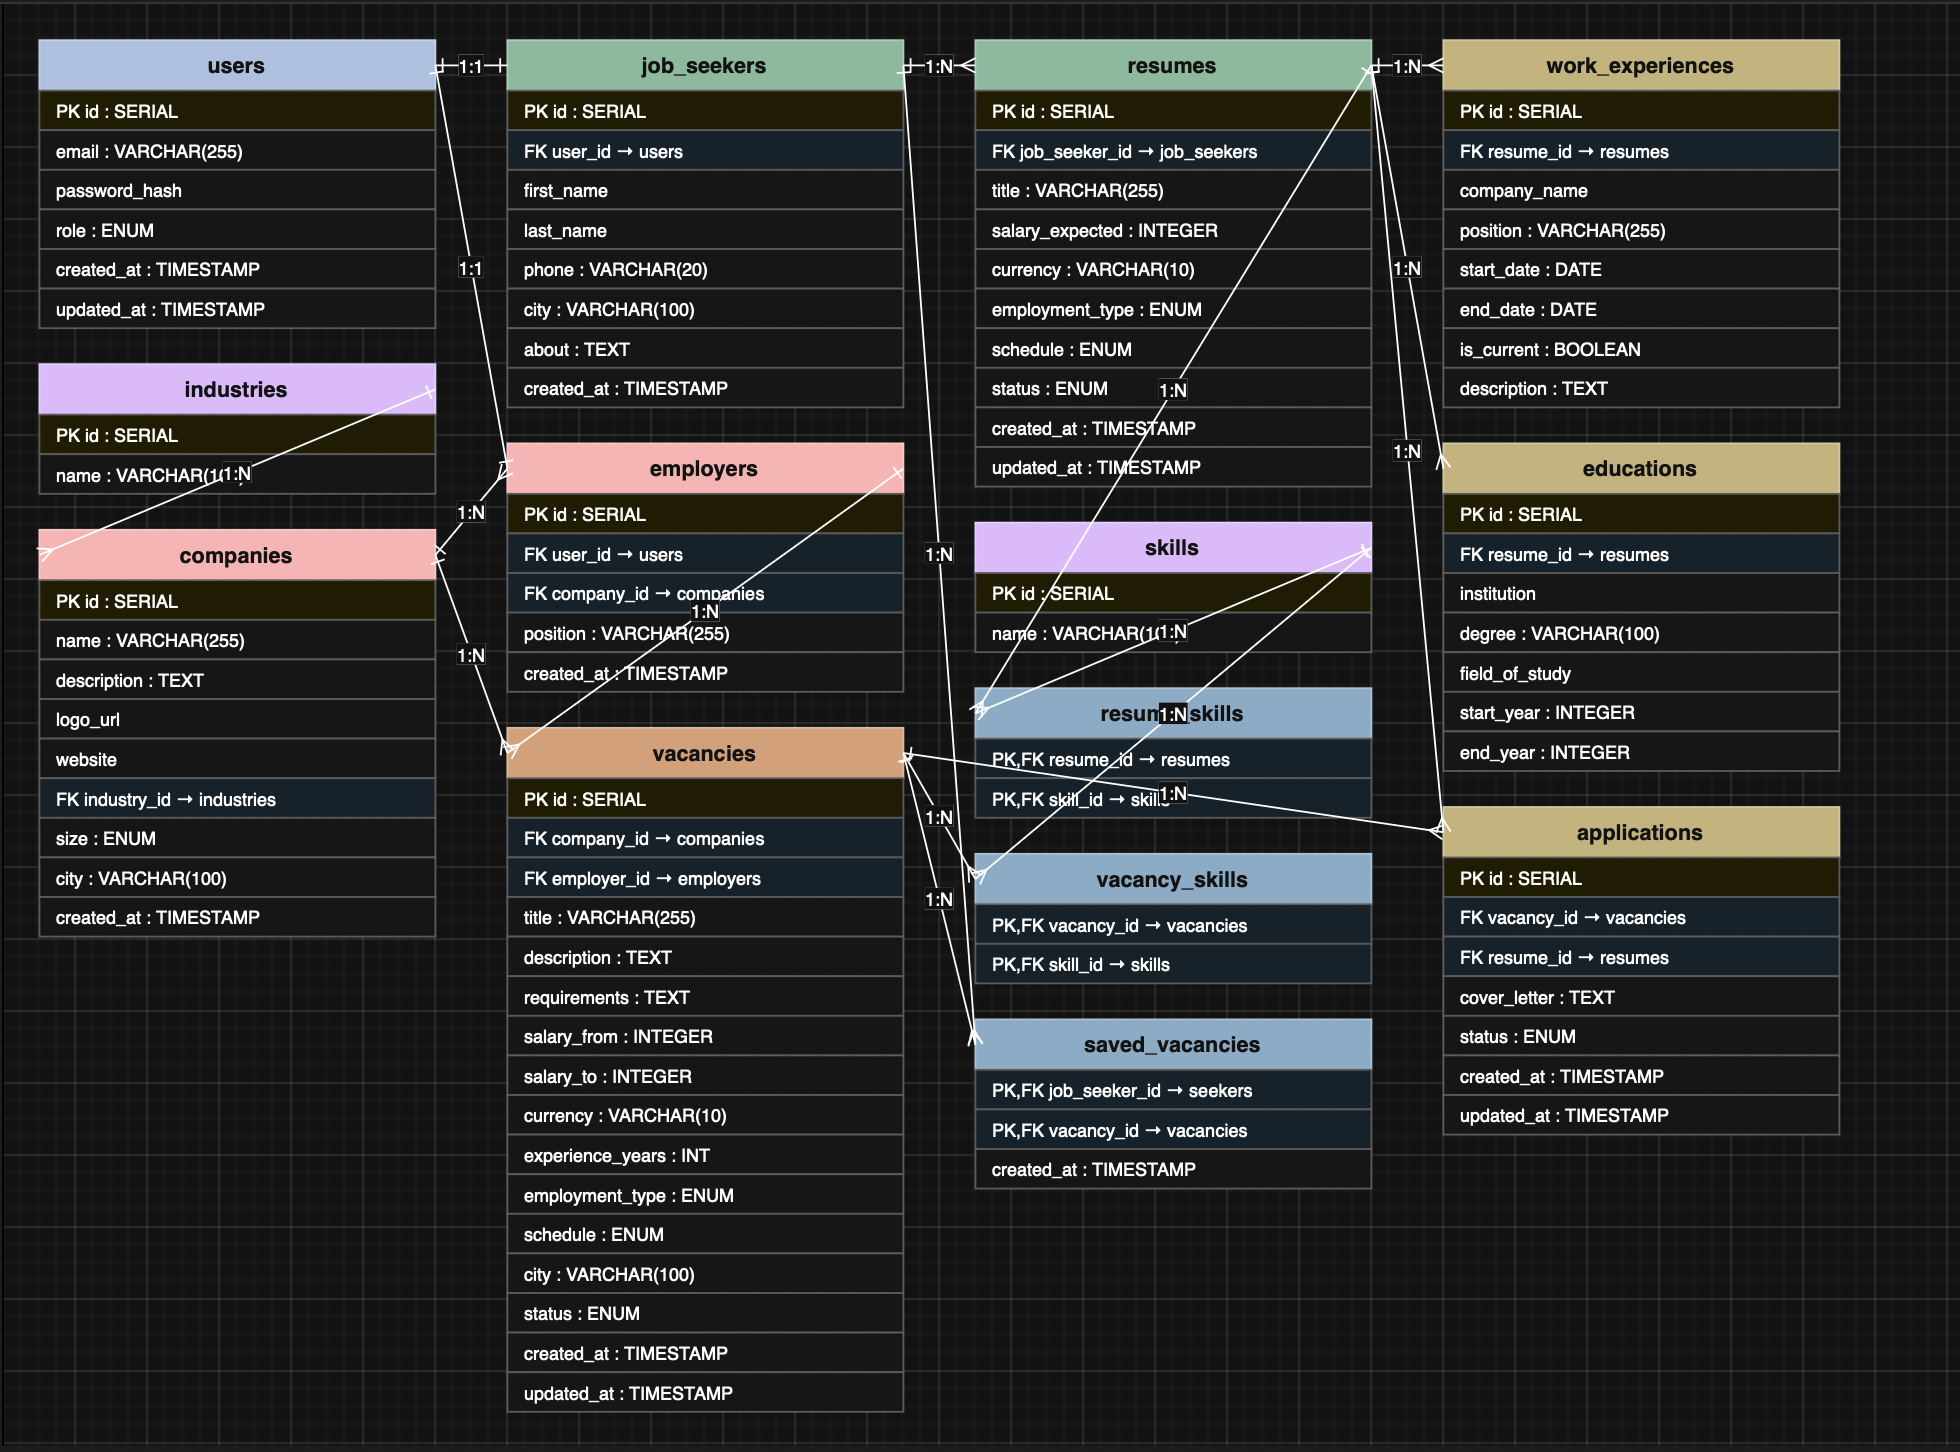 users
PK id : SERIAL
email : VARCHAR(255)
password_hash
role : ENUM
created_at : TIMESTAMP
updated_at : TIMESTAMP
industries
PK id : SERIAL
name :
companies
PK id : SERIAL
name : VARCHAR(255)
description : TEXT
logo_url
website
FK industry_id → industries
size : ENUM
city : VARCHAR(100)
created_at : TIMESTAMP
1:1
1:1
1:N
1:N
1:N
job_seekers
PK id : SERIAL
FK user_id → users
first_name
last_name
phone : VARCHAR(20)
city : VARCHAR(100)
about : TEXT
created_at : TIMESTAMP
employers
PK id : SERIAL
FK user_id → users
FK company_id → companies
1:N
position : VARCHAR(255)
created_at : TIMESTAMP
vacancies
PK id : SERIAL
FK company_id → companies
FK employer_id → employers
title : VARCHAR(255)
description : TEXT
requirements : TEXT
salary_from : INTEGER
salary_to : INTEGER
currency : VARCHAR(10)
experience_years : INT
employment_type : ENUM
schedule : ENUM
city : VARCHAR(100)
status : ENUM
created_at : TIMESTAMP
updated_at : TIMESTAMP
1:N
1:N
1:N
1:N
resumes
PK id : SERIAL
FK job_seeker_id → job_seekers
title : VARCHAR(255)
salary_expected : INTEGER
currency : VARCHAR(10)
employment_type : ENUM
schedule : ENUM
status : ENUM
1:N
created_at : TIMESTAMP
updated_at : TIMESTAMP
skills
PK id : SERIAL
name :
1:N
skills
1:N
PK,FK resume_id → resumes
PK,FK skill_id →
1:N
vacancy_skills
PK,FK vacancy_id → vacancies
PK,FK skill_id → skills
saved_vacancies
PK,FK job_seeker_id → seekers
PK,FK vacancy_id → vacancies
created_at : TIMESTAMP
1:N
1:N
1:N
work_experiences
PK id : SERIAL
FK resume_id → resumes
company_name
position : VARCHAR(255)
start_date : DATE
end_date : DATE
is_current : BOOLEAN
description : TEXT
educations
PK id : SERIAL
FK resume_id → resumes
institution
degree : VARCHAR(100)
field_of_study
start_year : INTEGER
end_year : INTEGER
applications
PK id : SERIAL
FK vacancy_id → vacancies
FK resume_id → resumes
cover_letter : TEXT
status : ENUM
created_at : TIMESTAMP
updated_at : TIMESTAMP